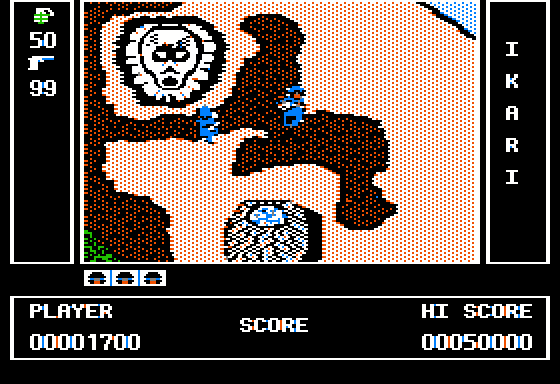 50
99
I
K
A
R
I
PLAYER
00001700
SCORE
HI SCORE
00050000